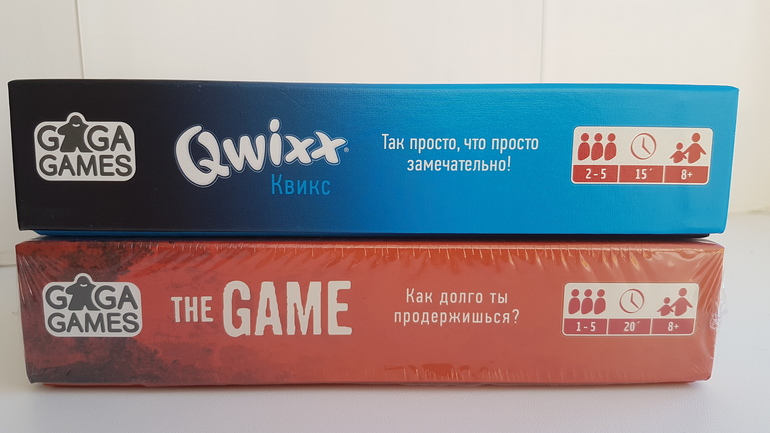 GAGA
GAMES
Qwixx®
Квикс
Так просто, что просто
замечательно!
2-5 15´ 8+
GAGA
GAMES
THE GAME
Как долго ты
продержишься?
1-5 20´ 8+